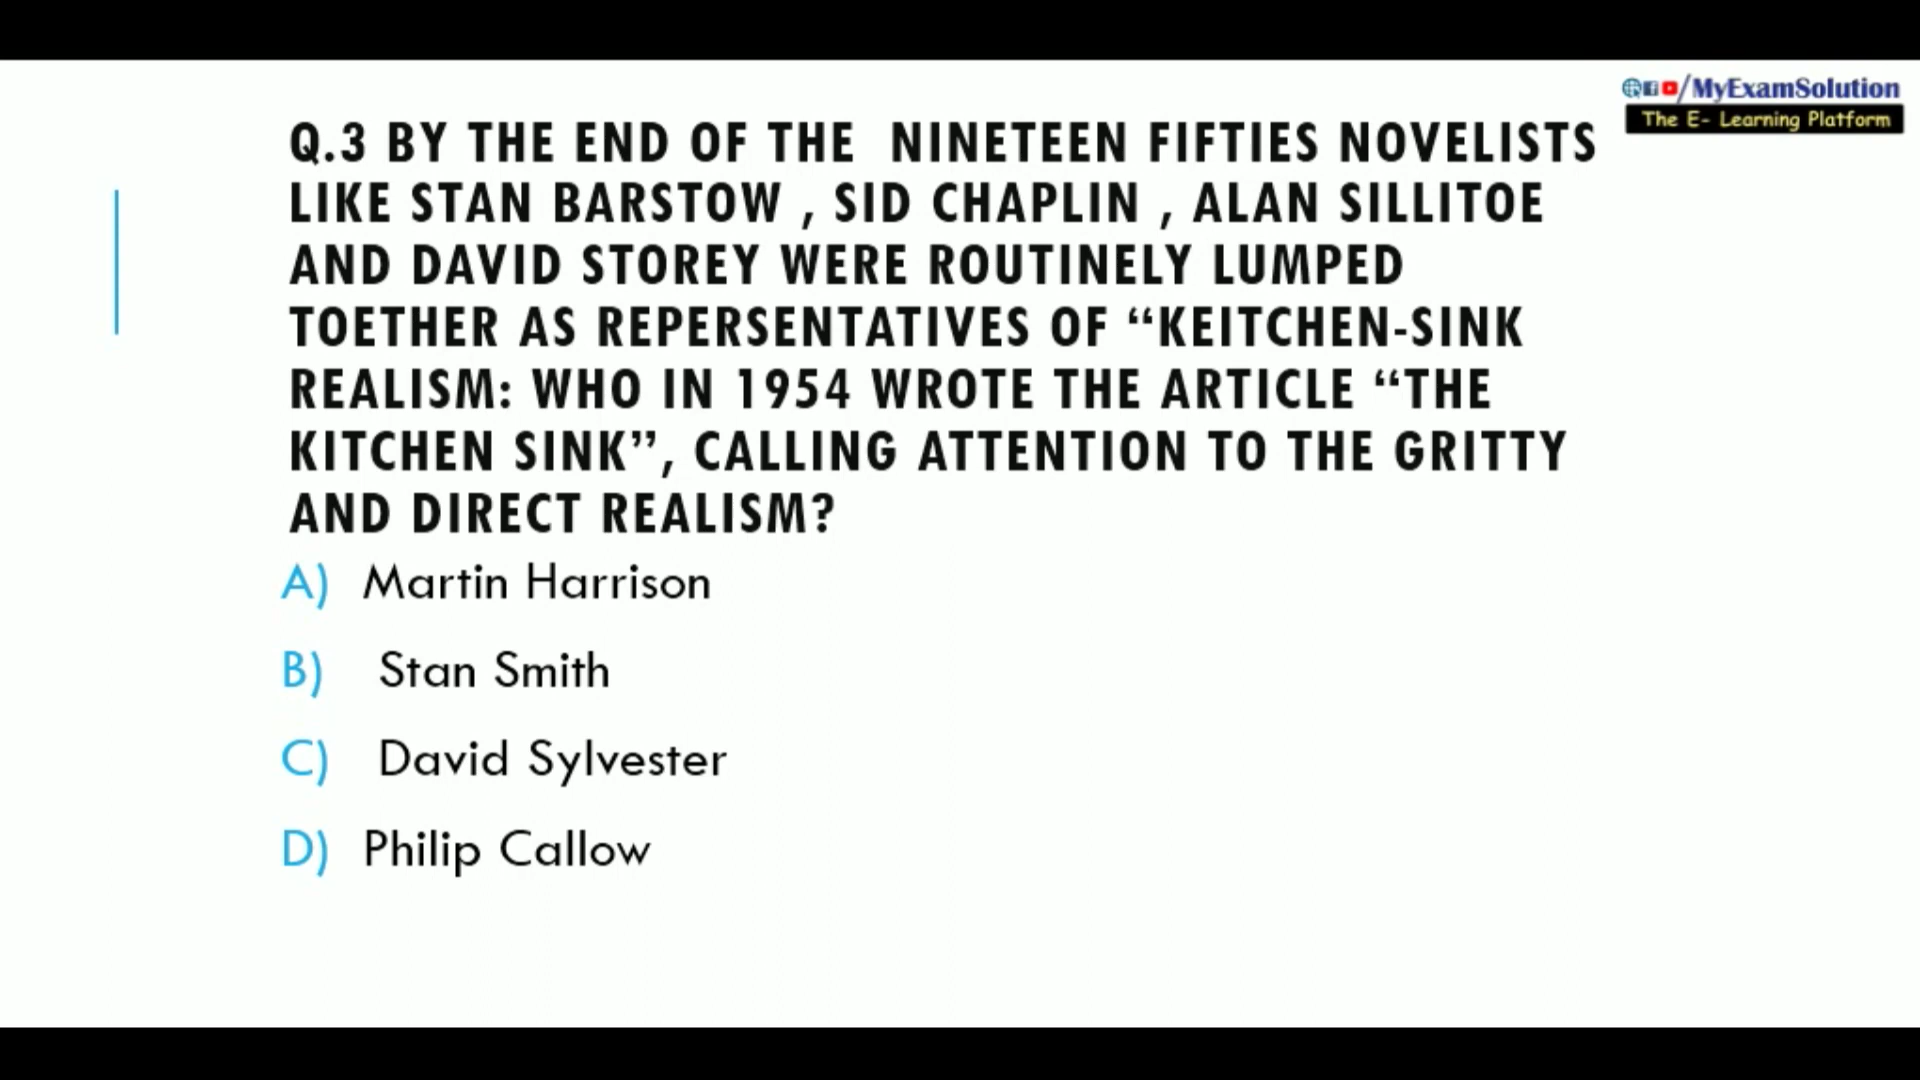 /MyExamSolution
The E- Learning Platform
Q.3 BY THE END OF THE NINETEEN FIFTIES NOVELISTS
LIKE STAN BARSTOW , SID CHAPLIN , ALAN SILLITOE
AND DAVID STOREY WERE ROUTINELY LUMPED
TOETHER AS REPERSENTATIVES OF “KEITCHEN-SINK
REALISM: WHO IN 1954 WROTE THE ARTICLE “THE
KITCHEN SINK”, CALLING ATTENTION TO THE GRITTY
AND DIRECT REALISM?
A) Martin Harrison
B) Stan Smith
C) David Sylvester
D) Philip Callow